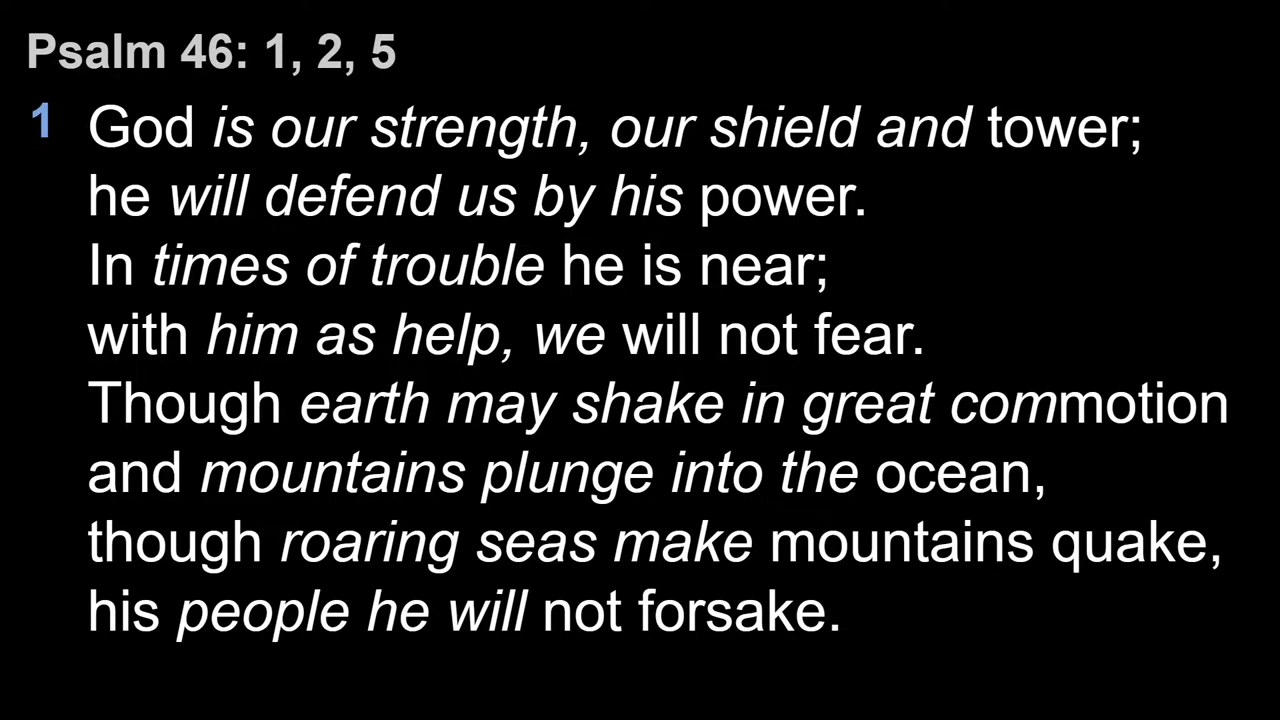 Psalm 46: 1, 2, 5
1 God is our strength, our shield and tower;
he will defend us by his power.
In times of trouble he is near;
with him as help, we will not fear.
Though earth may shake in great commotion
and mountains plunge into the ocean,
though roaring seas make mountains quake,
his people he will not forsake.